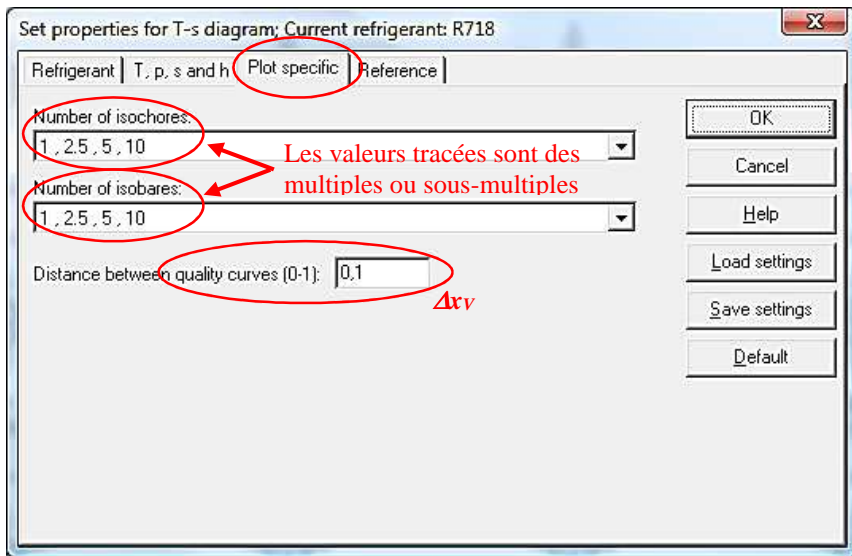 Set properties for T-s diagram; Current refrigerant: R718
Refrigerant T, p, s and h Plot specific Reference
Number of isochores:
1 , 2.5 , 5 , 10
Les valeurs tracées sont des
multiples ou sous-multiples
Number of isobares:
1 , 2.5 , 5 , 10
Distance between quality curves (0-1): 0,1
ΔxV
OK
Cancel
Help
Load settings
Save settings
Default